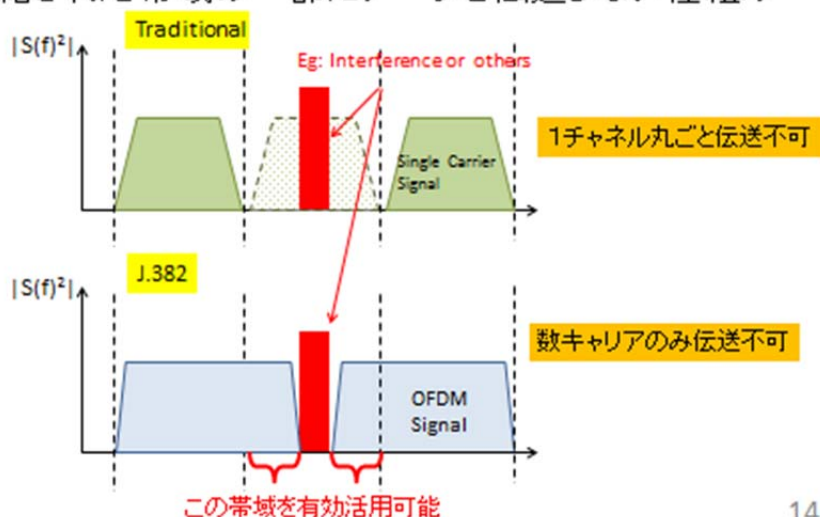 Traditional
|S(f)²|
Eg: Interference or others
1チャネル丸ごと伝送不可
Single Carrier
Signal
J.382
|S(f)²|
数キャリアのみ伝送不可
OFDM
Signal
この帯域を有効活用可能
14